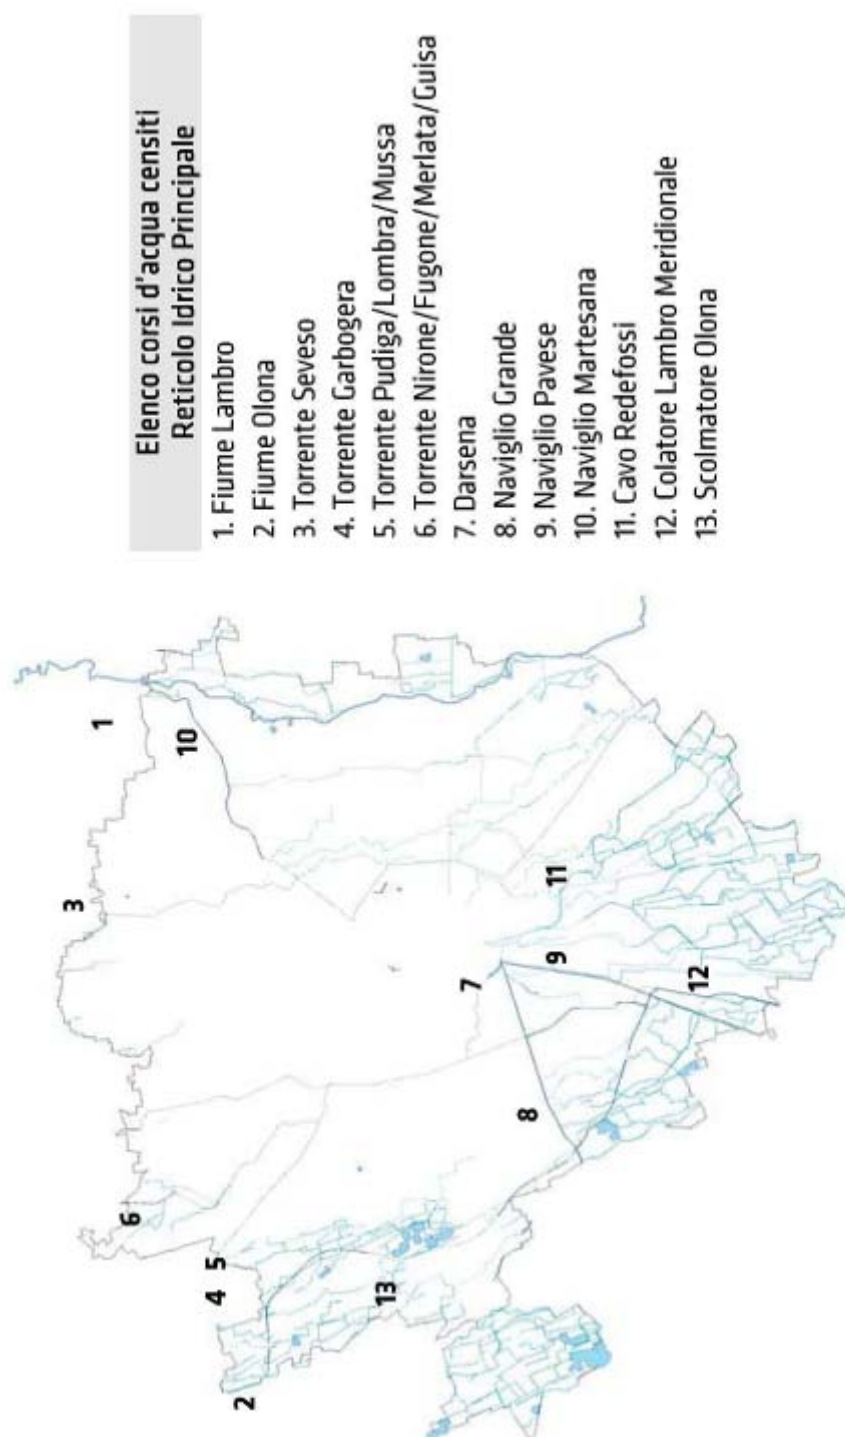 Elenco corsi d'acqua censiti
Reticolo Idrico Principale
1. Fiume Lambro
2. Fiume Olona
3. Torrente Seveso
4. Torrente Garbogera
5. Torrente Pudiga/Lombra/Mussa
6. Torrente Nirone/Fugone/Merlata/Guisa
7. Darsena
8. Naviglio Grande
9. Naviglio Pavese
10. Naviglio Martesana
11. Cavo Redefossi
12. Colatore Lambro Meridionale
13. Scolmatore Olona
1
10
3
6
5
4
2
13
7
8
9
11
12